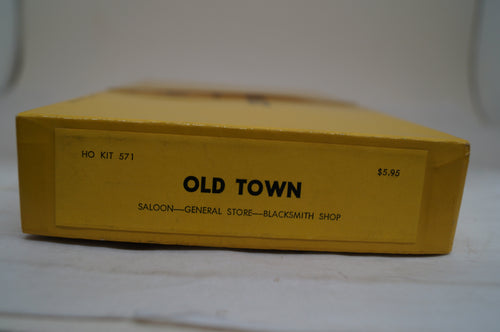 HO KIT 571
$5.95
OLD TOWN
SALOON—GENERAL STORE—BLACKSMITH SHOP